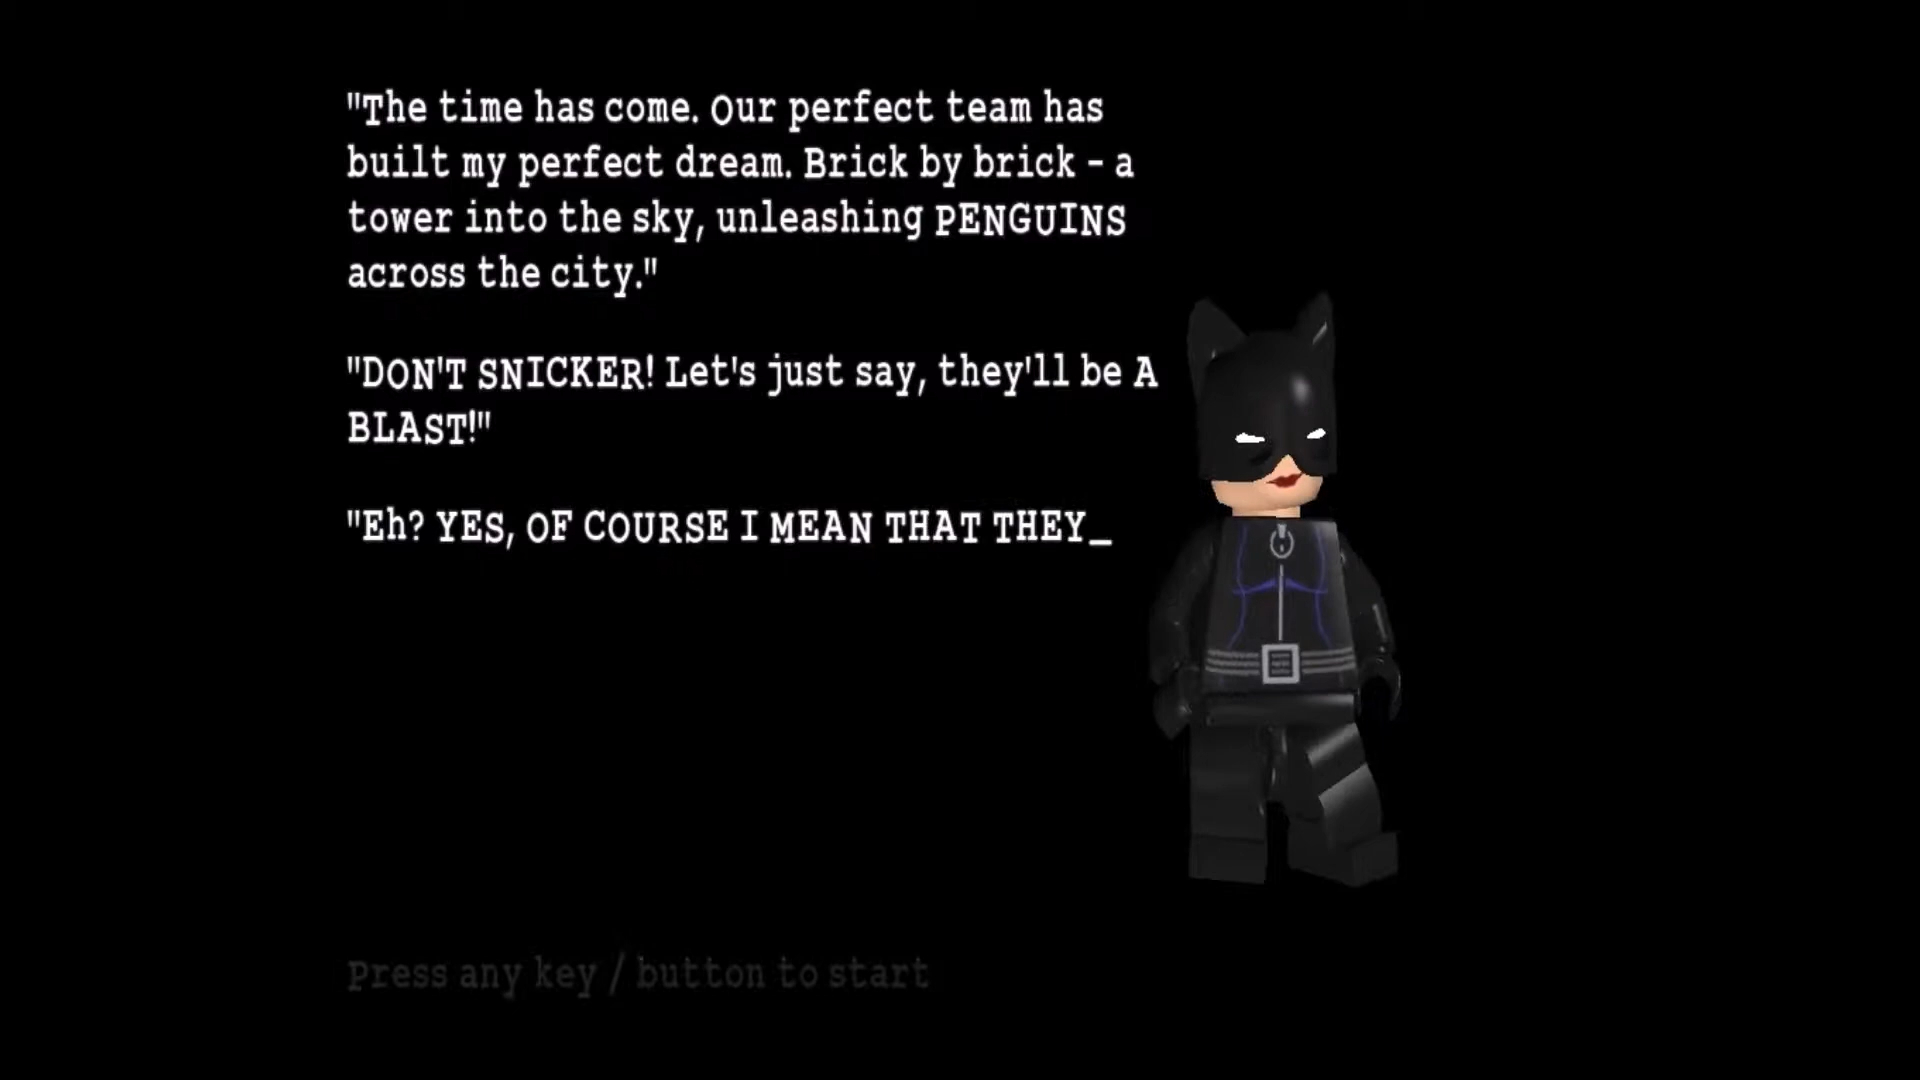 "The time has come. Our perfect team has
built my perfect dream. Brick by brick - a
tower into the sky, unleashing PENGUINS
across the city."
"DON'T SNICKER! Let's just say, they'll be A
BLAST!"
"Eh? YES, OF COURSE I MEAN THAT THEY_
Press any key / button to start